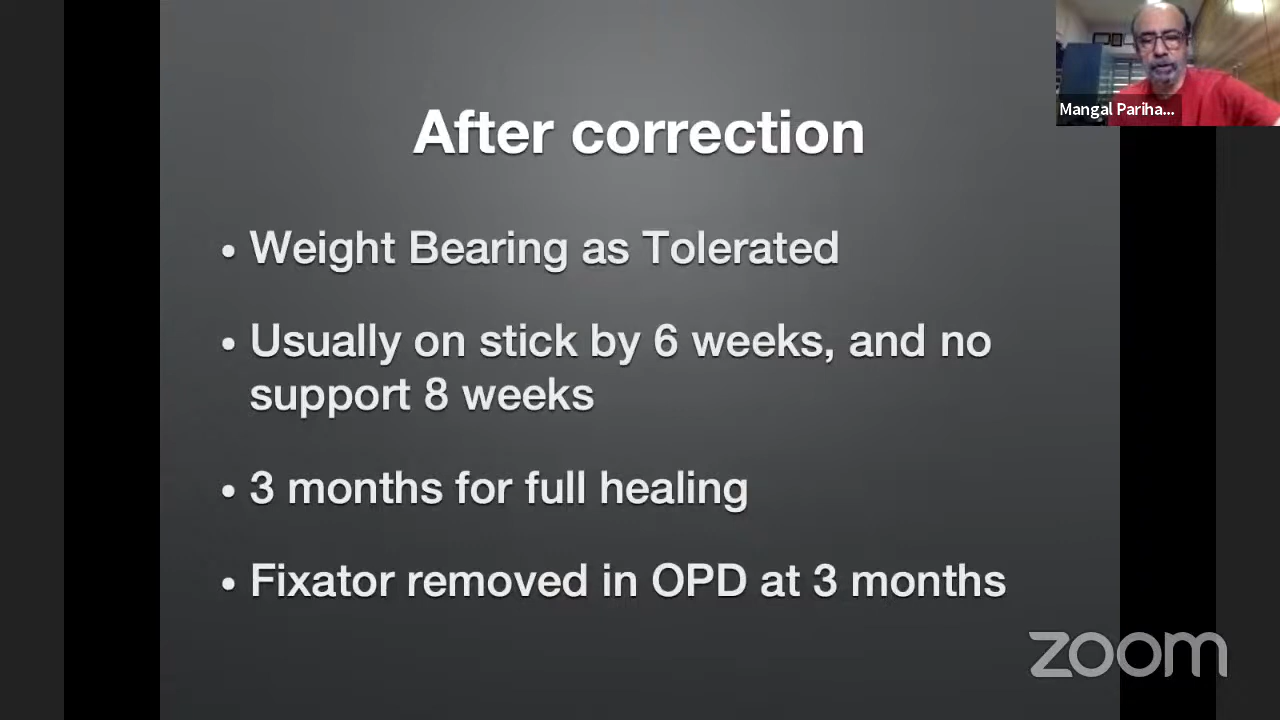 After correction
Mangal Pariha...
• Weight Bearing as Tolerated
• Usually on stick by 6 weeks, and no
support 8 weeks
• 3 months for full healing
• Fixator removed in OPD at 3 months
zoom